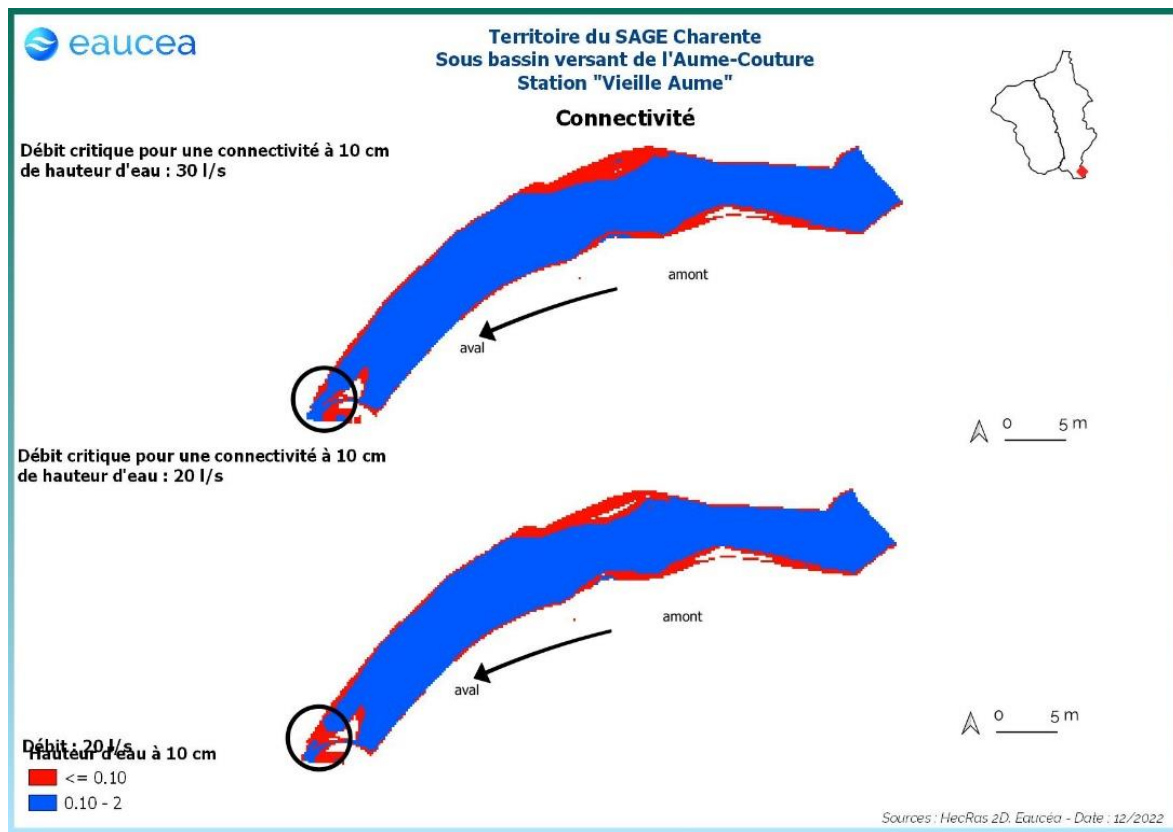 eaucea
Territoire du SAGE Charente
Sous bassin versant de l'Aume-Couture
Station "Vieille Aume"
Connectivité
Débit critique pour une connectivité à 10 cm
de hauteur d'eau : 30 l/s
amont
aval
0 5 m
Débit critique pour une connectivité à 10 cm
de hauteur d'eau : 20 l/s
amont
aval
0 5 m
Débit : 20 l/s
Hauteur d'eau à 10 cm
<= 0.10
0.10 - 2
Sources : HecRas 2D. Eaucéa - Date : 12/2022